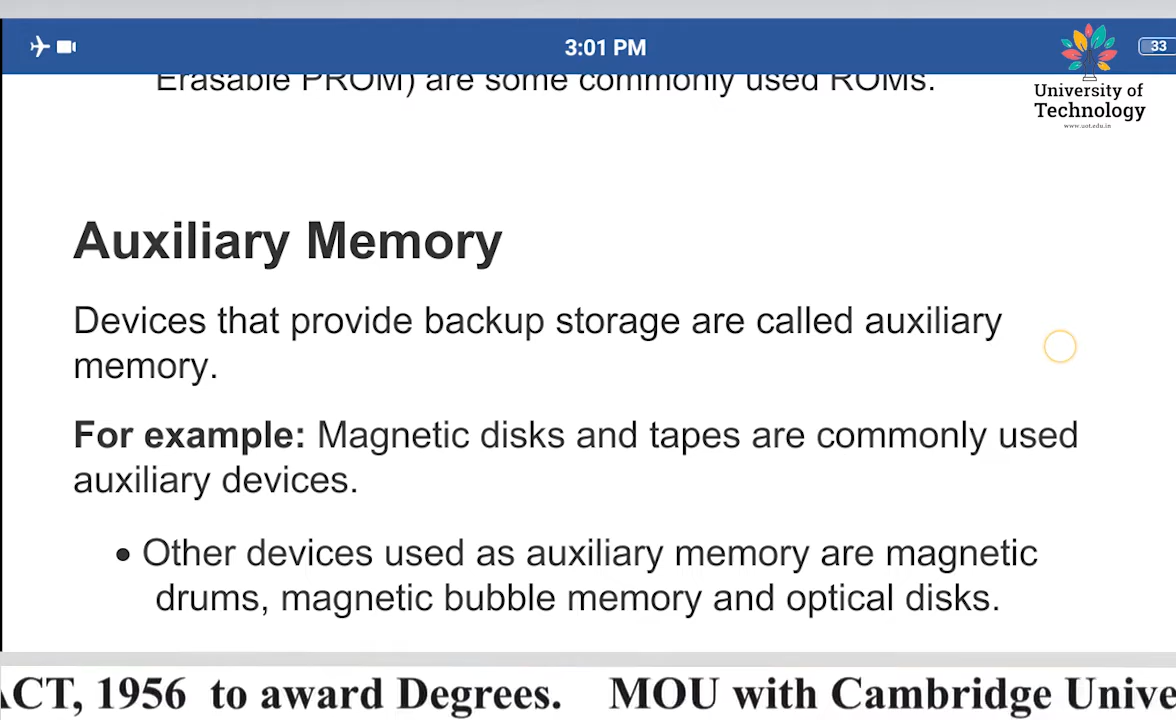 3:01 PM
33
University of
Technology
www.uot.edu.in
Erasable PROM) are some commonly used ROMs.
Auxiliary Memory
Devices that provide backup storage are called auxiliary
memory.
For example: Magnetic disks and tapes are commonly used
auxiliary devices.
• Other devices used as auxiliary memory are magnetic
drums, magnetic bubble memory and optical disks.
ACT, 1956 to award Degrees. MOU with Cambridge Unive